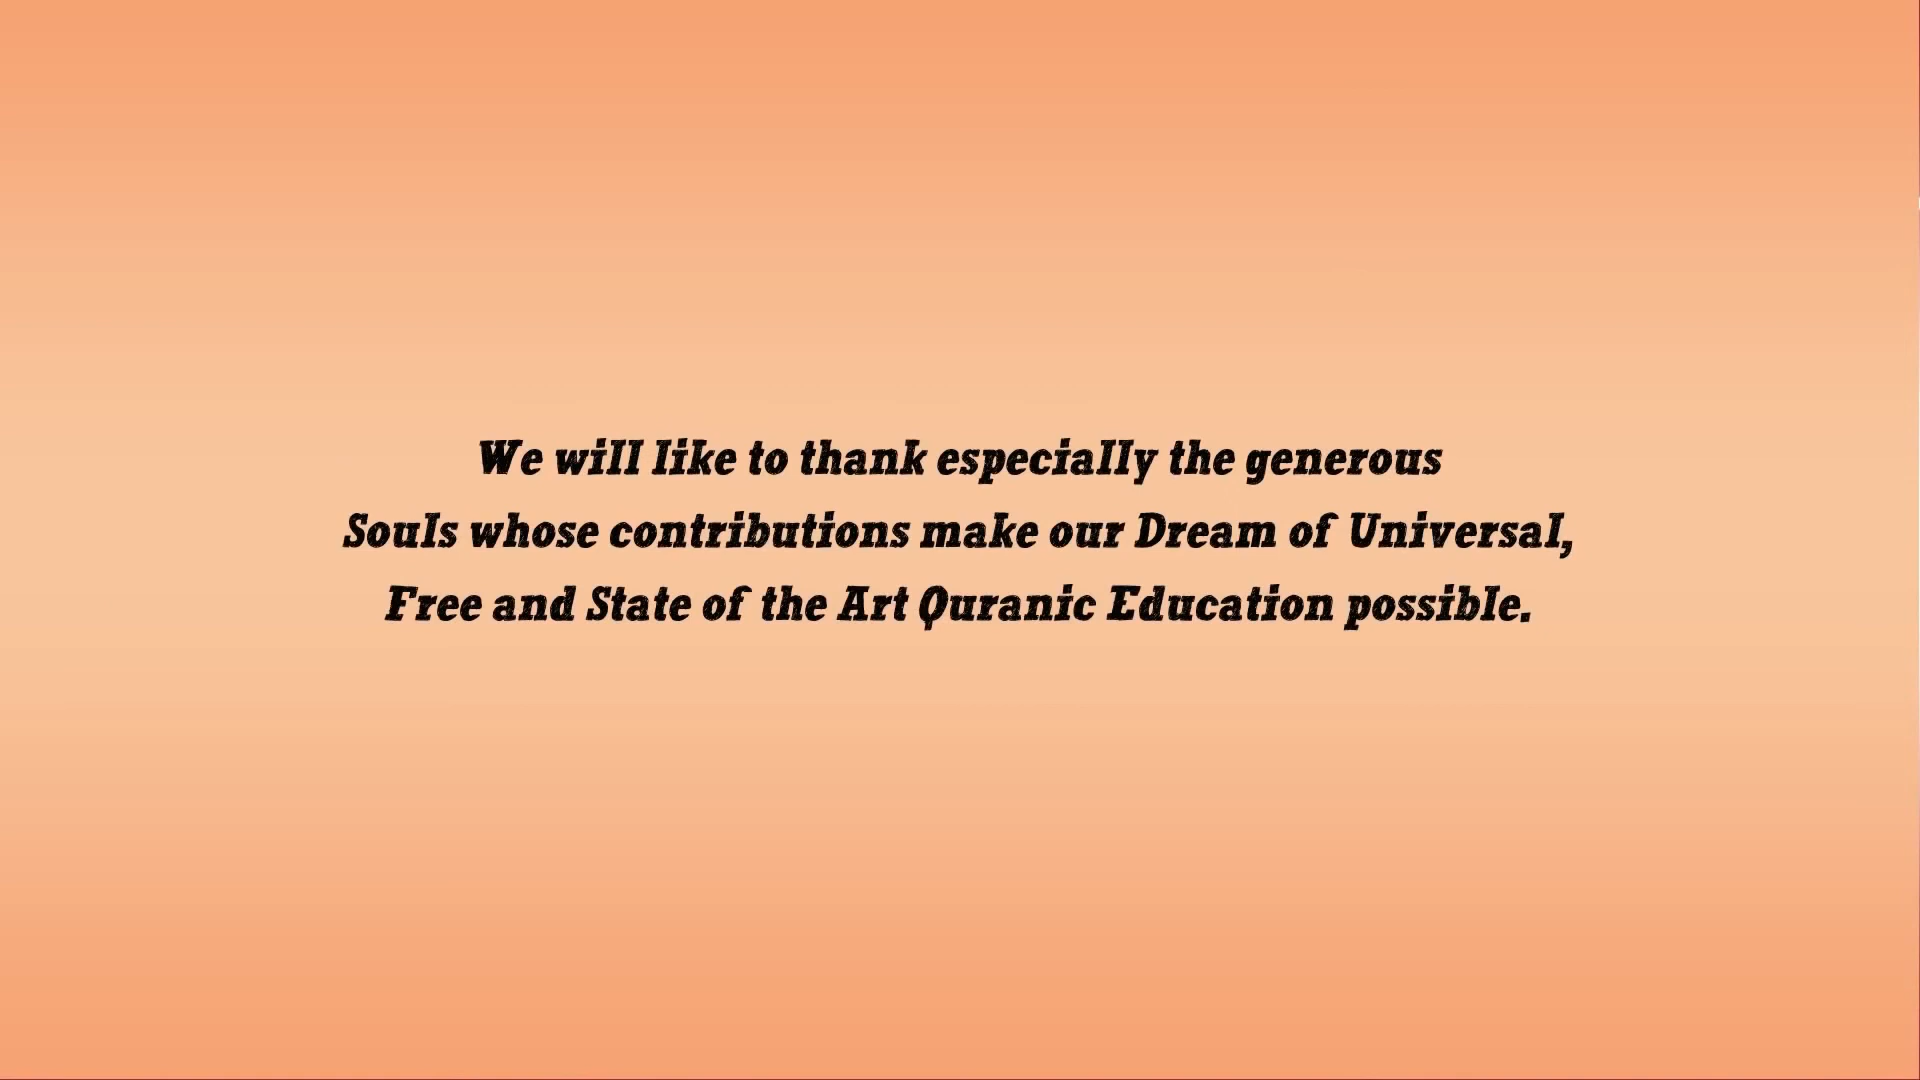 We will like to thank especially the generous
Souls whose contributions make our Dream of Universal,
Free and State of the Art Quranic Education possible.